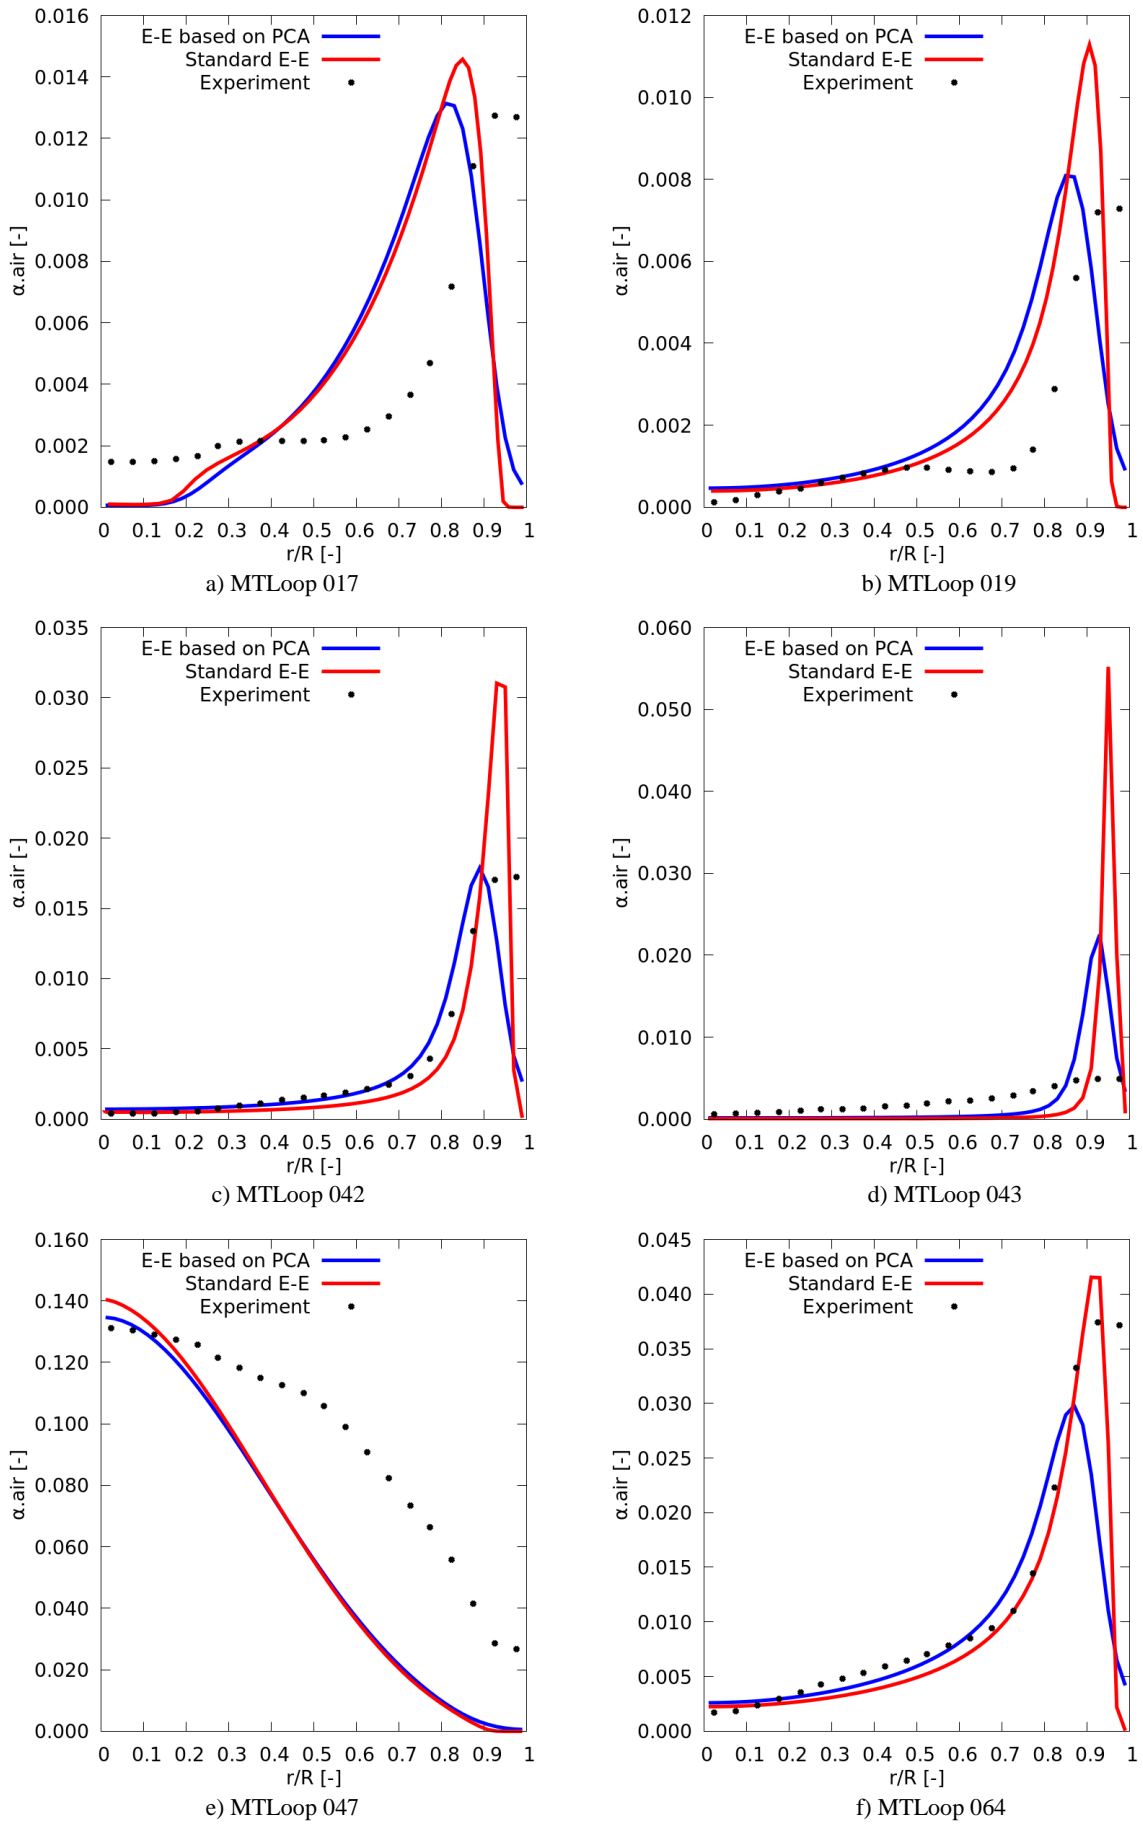 0.016
0.014
0.012
0.010
0.008
0.006
0.004
0.002
0.000
α.air [-]
E-E based on PCA
Standard E-E
Experiment
0 0.1 0.2 0.3 0.4 0.5 0.6 0.7 0.8 0.9 1
r/R [-]
a) MTLoop 017
0.012
0.010
0.008
0.006
0.004
0.002
0.000
α.air [-]
E-E based on PCA
Standard E-E
Experiment
0 0.1 0.2 0.3 0.4 0.5 0.6 0.7 0.8 0.9 1
r/R [-]
b) MTLoop 019
0.035
0.030
0.025
0.020
0.015
0.010
0.005
0.000
α.air [-]
E-E based on PCA
Standard E-E
Experiment
0 0.1 0.2 0.3 0.4 0.5 0.6 0.7 0.8 0.9 1
r/R [-]
c) MTLoop 042
0.060
0.050
0.040
0.030
0.020
0.010
0.000
α.air [-]
E-E based on PCA
Standard E-E
Experiment
0 0.1 0.2 0.3 0.4 0.5 0.6 0.7 0.8 0.9 1
r/R [-]
d) MTLoop 043
0.160
0.140
0.120
0.100
0.080
0.060
0.040
0.020
0.000
α.air [-]
E-E based on PCA
Standard E-E
Experiment
0 0.1 0.2 0.3 0.4 0.5 0.6 0.7 0.8 0.9 1
r/R [-]
e) MTLoop 047
0.045
0.040
0.035
0.030
0.025
0.020
0.015
0.010
0.005
0.000
α.air [-]
E-E based on PCA
Standard E-E
Experiment
0 0.1 0.2 0.3 0.4 0.5 0.6 0.7 0.8 0.9 1
r/R [-]
f) MTLoop 064